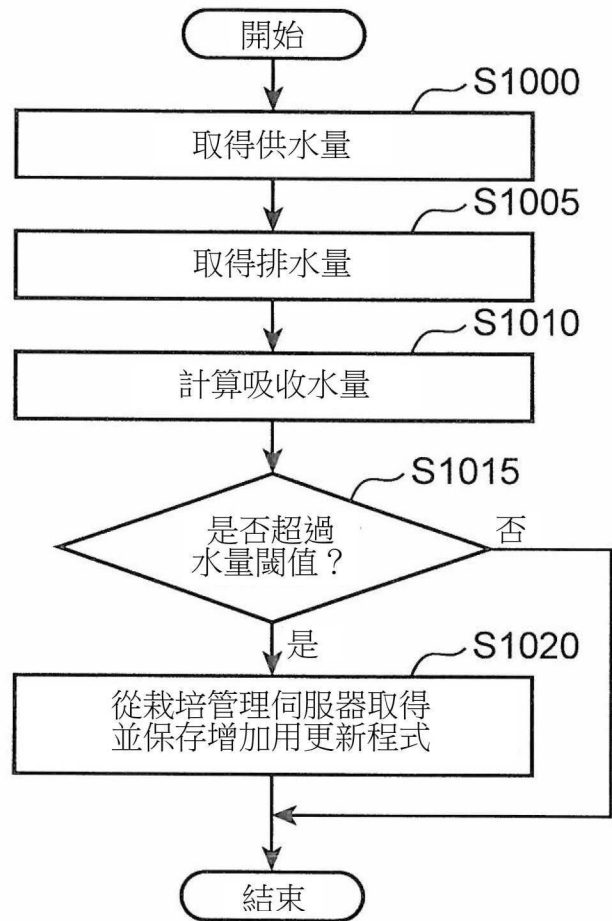 開始
S1000
取得供水量
S1005
取得排水量
S1010
計算吸收水量
S1015
是否超過
水量閾值？
否
是
S1020
從栽培管理伺服器取得
並保存增加用更新程式
結束